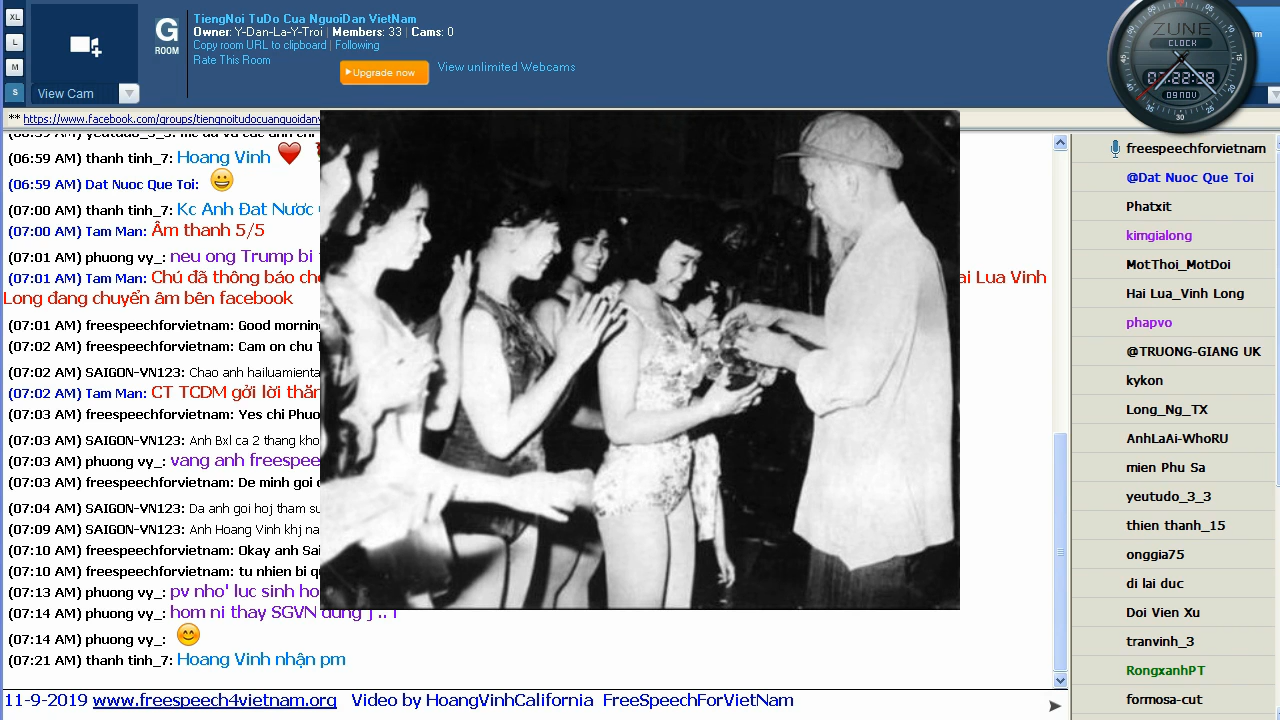 XL
L
M
S
View Cam
G
ROOM
TiengNoi TuDo Cua NguoiDan VietNam
Owner: Y-Dan-La-Y-Troi | Members: 33 | Cams: 0
Copy room URL to clipboard | Following
Rate This Room
Upgrade now
View unlimited Webcams
ZUNE
CLOCK
09 NOV
** https://www.facebook.com/groups/tiengnoitudocuanguoidanv
(06:59 AM) thanh tinh_7: Hoang Vinh
(06:59 AM) Dat Nuoc Que Toi:
(07:00 AM) thanh tinh_7: Kc Anh Đat Nước
(07:00 AM) Tam Man: Âm thanh 5/5
(07:01 AM) phuong vy_: neu ong Trump bi
(07:01 AM) Tam Man: Chú đã thông báo ai Lua Vinh
Long đang chuyển âm bên facebook
(07:01 AM) freespeechforvietnam: Good morning
(07:02 AM) freespeechforvietnam: Cam on chu
(07:02 AM) SAIGON-VN123: Chao anh hailuamienta
(07:02 AM) Tam Man: CT TCDM gởi lời
(07:03 AM) freespeechforvietnam: Yes chi Phuo
(07:03 AM) SAIGON-VN123: Anh Bxl ca 2 thang kho
(07:03 AM) phuong vy_: vang anh freespee
(07:03 AM) freespeechforvietnam: De minh goi
(07:04 AM) SAIGON-VN123: Da anh goi hoj tham su
(07:09 AM) SAIGON-VN123: Anh Hoang Vinh khj na
(07:10 AM) freespeechforvietnam: Okay anh Sai
(07:10 AM) freespeechforvietnam: tu nhien bi
(07:13 AM) phuong vy_: pv nho' luc sinh ho
(07:14 AM) phuong vy_: hom ni thay SGVN
(07:14 AM) phuong vy_:
(07:21 AM) thanh tinh_7: Hoang Vinh nhận pm
freespeechforvietnam
@Dat Nuoc Que Toi
Phatxit
kimgialong
MotThoi_MotDoi
Hai Lua_Vinh Long
phapvo
@TRUONG-GIANG UK
kykon
Long_Ng_TX
AnhLaAi-WhoRU
mien Phu Sa
yeutudo_3_3
thien thanh_15
onggia75
di lai duc
Doi Vien Xu
tranvinh_3
RongxanhPT
formosa-cut
11-9-2019 www.freespeech4vietnam.org Video by HoangVinhCalifornia FreeSpeechForVietNam